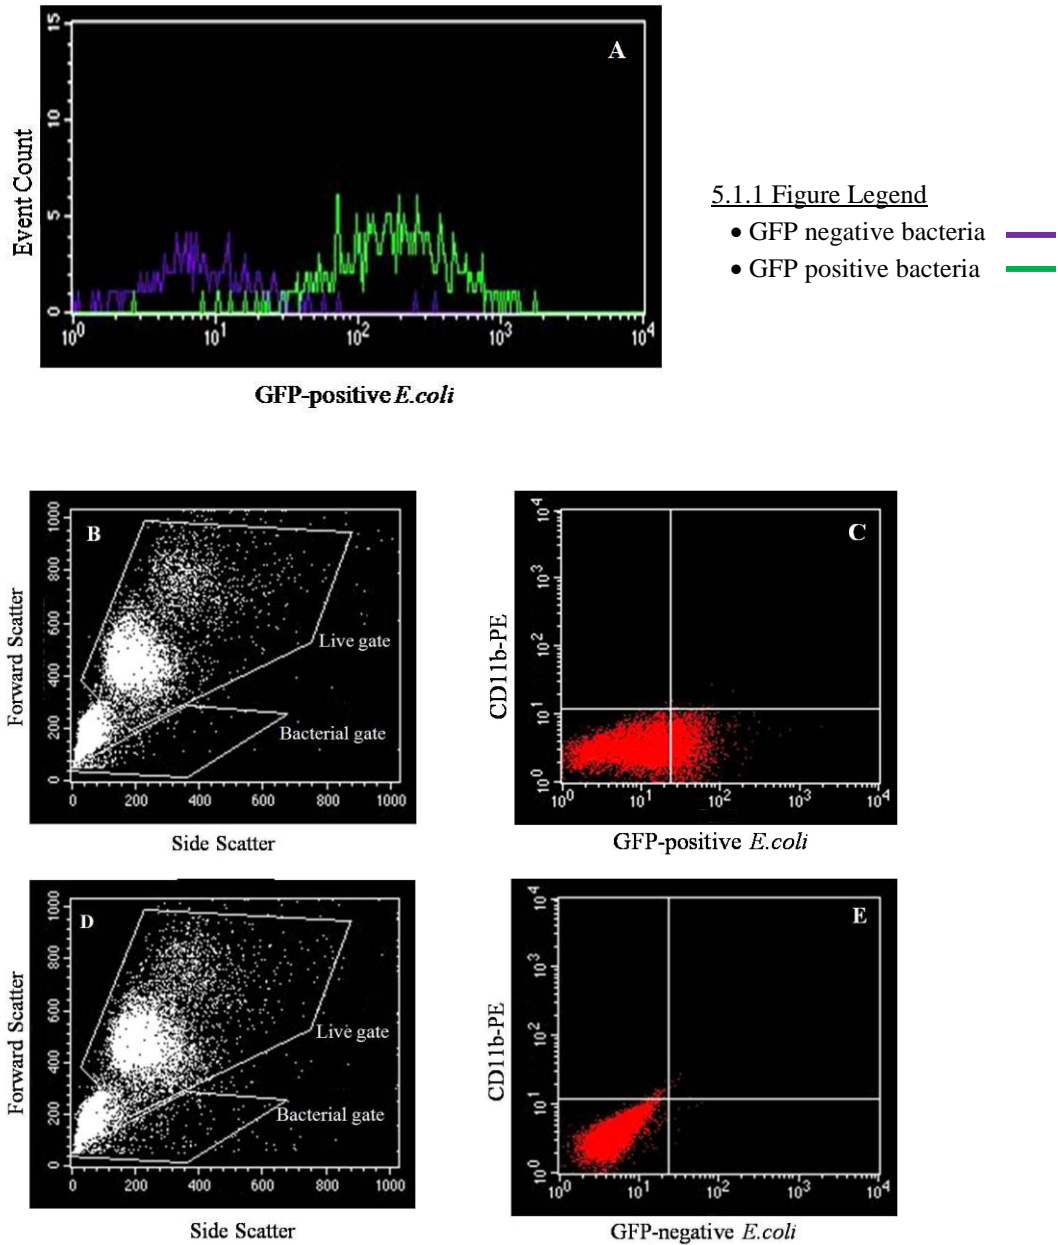 A
15
10
5
0
Event Count
10^0 10^1 10^2 10^3 10^4
GFP-positive E.coli
5.1.1 Figure Legend
• GFP negative bacteria
• GFP positive bacteria
B
1000
800
600
400
200
0
Forward Scatter
Live gate
Bacterial gate
0 200 400 600 800 1000
Side Scatter
C
10^4
10^3
10^2
10^1
10^0
CD11b-PE
10^0 10^1 10^2 10^3 10^4
GFP-positive E.coli
D
1000
800
600
400
200
0
Forward Scatter
Live gate
Bacterial gate
0 200 400 600 800 1000
Side Scatter
E
10^4
10^3
10^2
10^1
10^0
CD11b-PE
10^0 10^1 10^2 10^3 10^4
GFP-negative E.coli